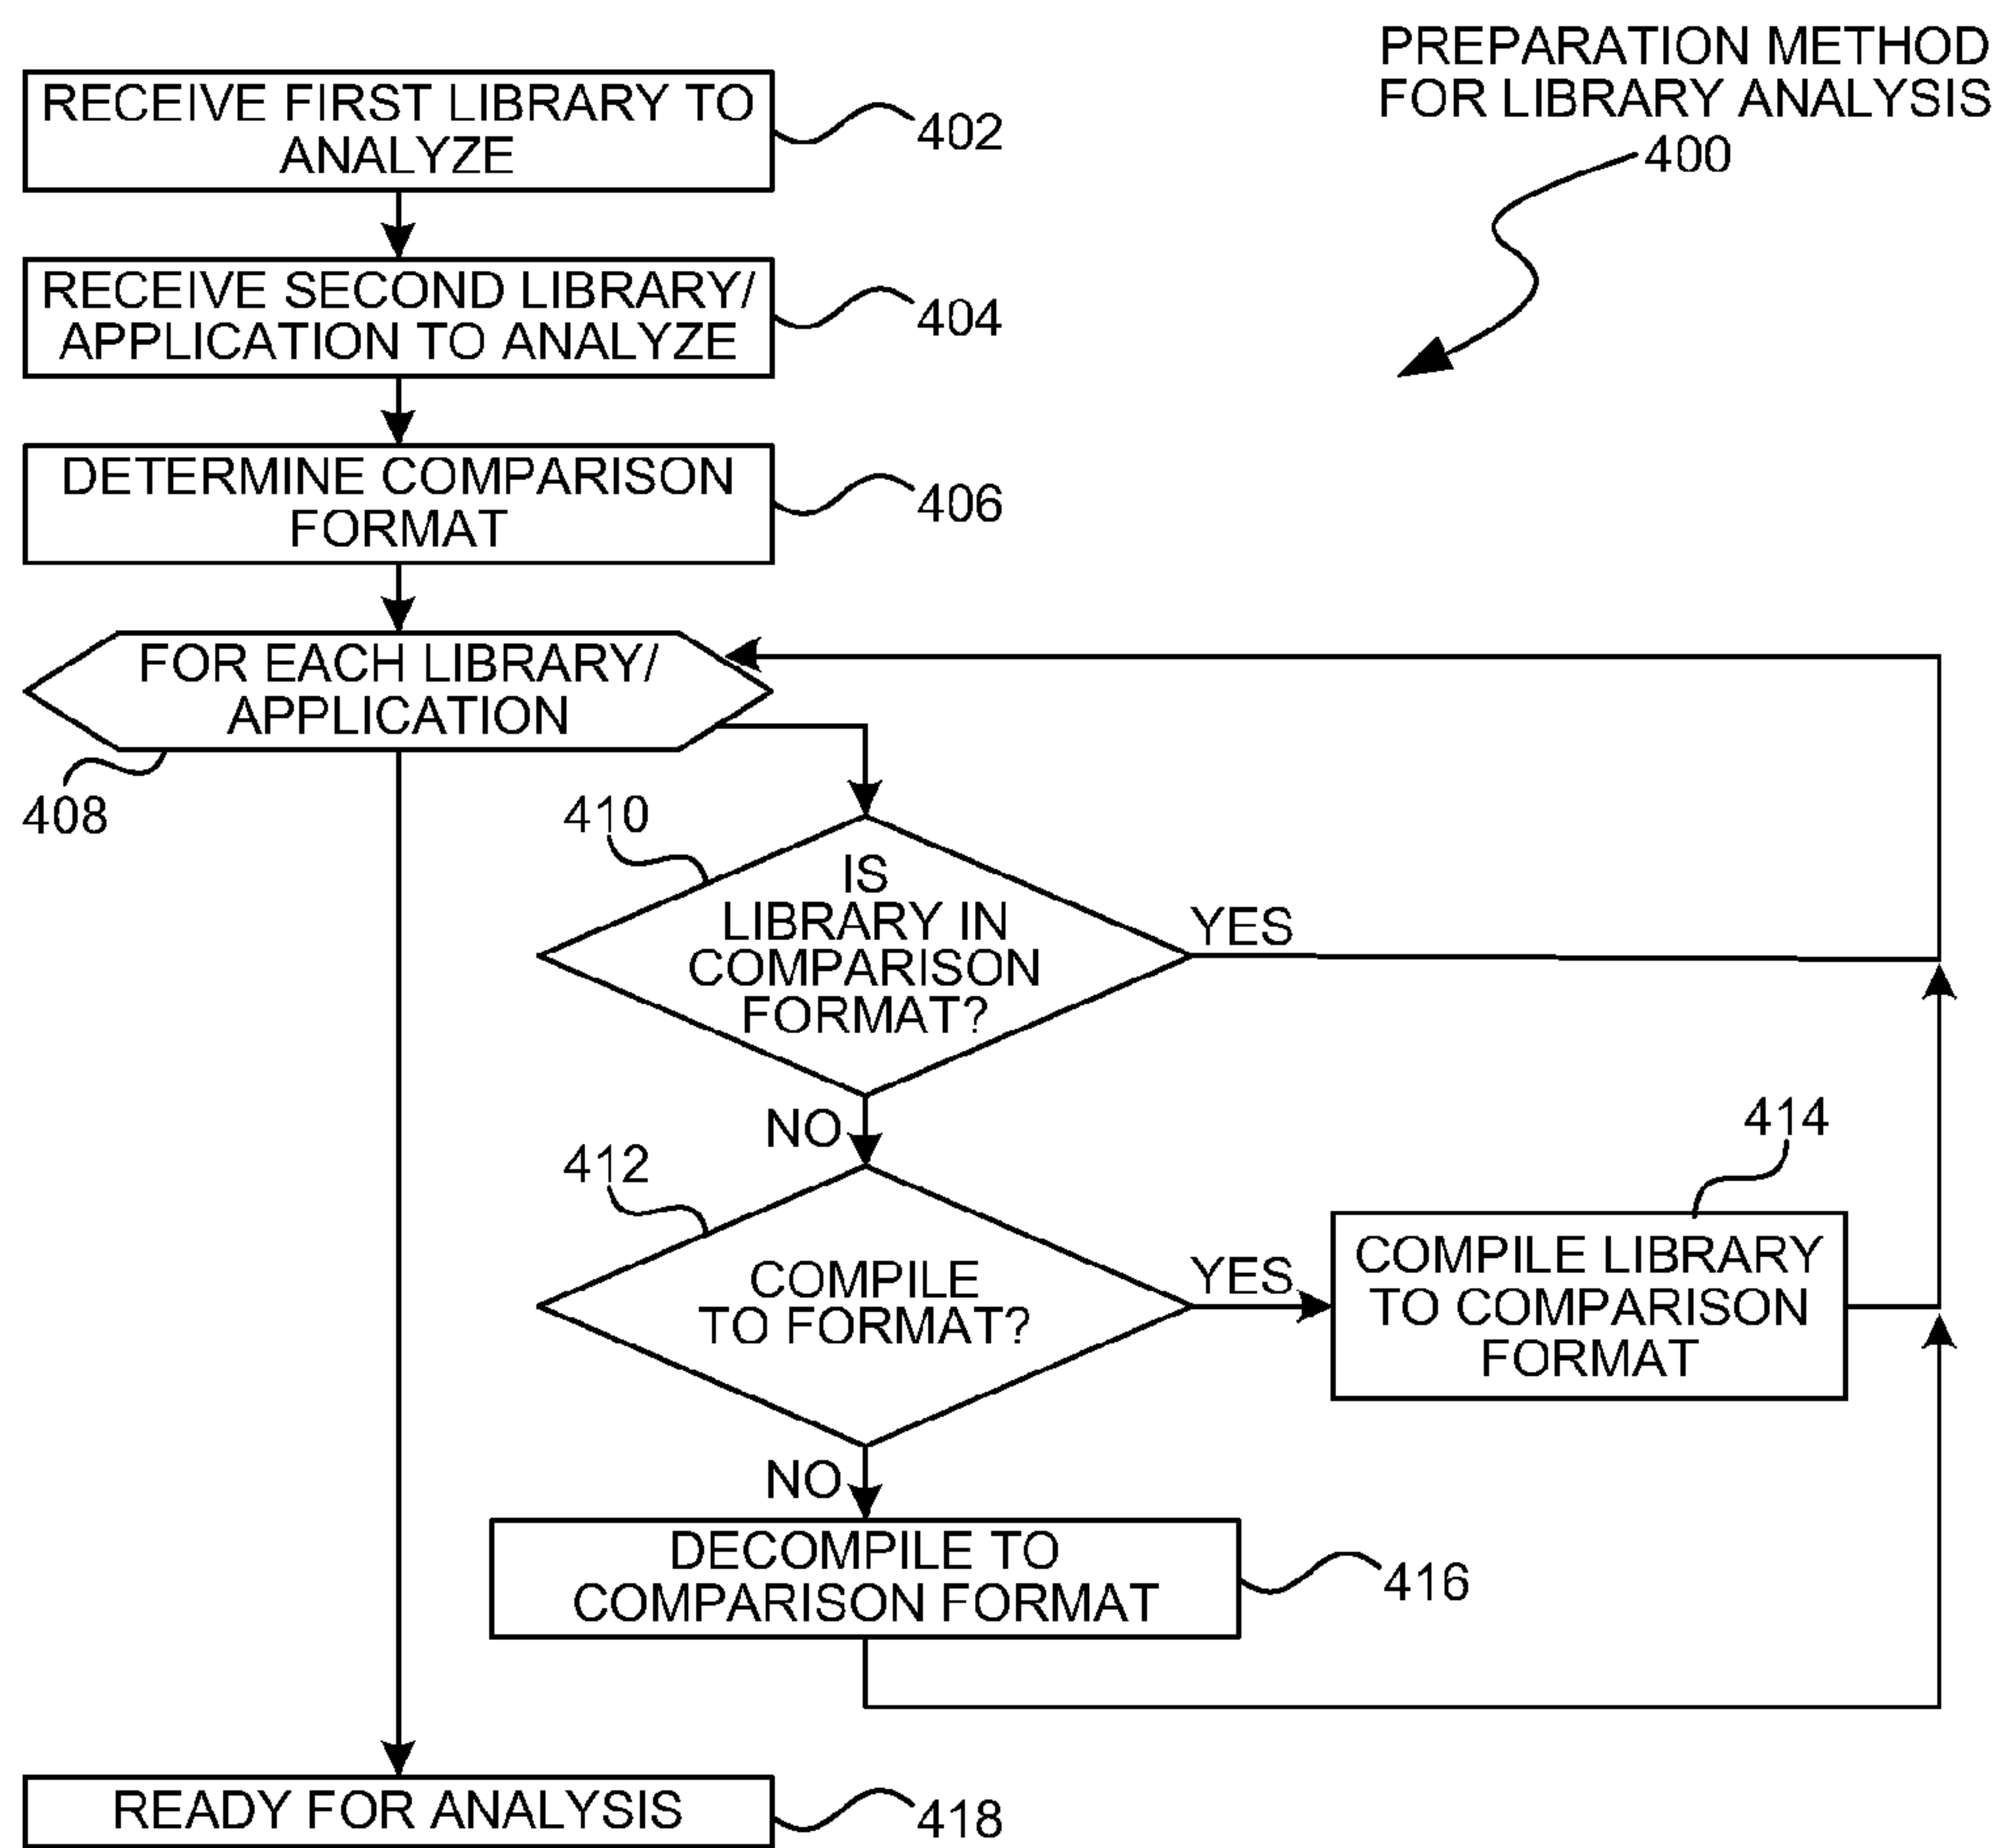 PREPARATION METHOD
FOR LIBRARY ANALYSIS
400
RECEIVE FIRST LIBRARY TO
ANALYZE
402
RECEIVE SECOND LIBRARY/
APPLICATION TO ANALYZE
404
DETERMINE COMPARISON
FORMAT
406
FOR EACH LIBRARY/
APPLICATION
408
410
IS
LIBRARY IN
COMPARISON
FORMAT?
YES
NO
412
COMPILE
TO FORMAT?
YES
414
COMPILE LIBRARY
TO COMPARISON
FORMAT
NO
DECOMPILE TO
COMPARISON FORMAT
416
READY FOR ANALYSIS
418